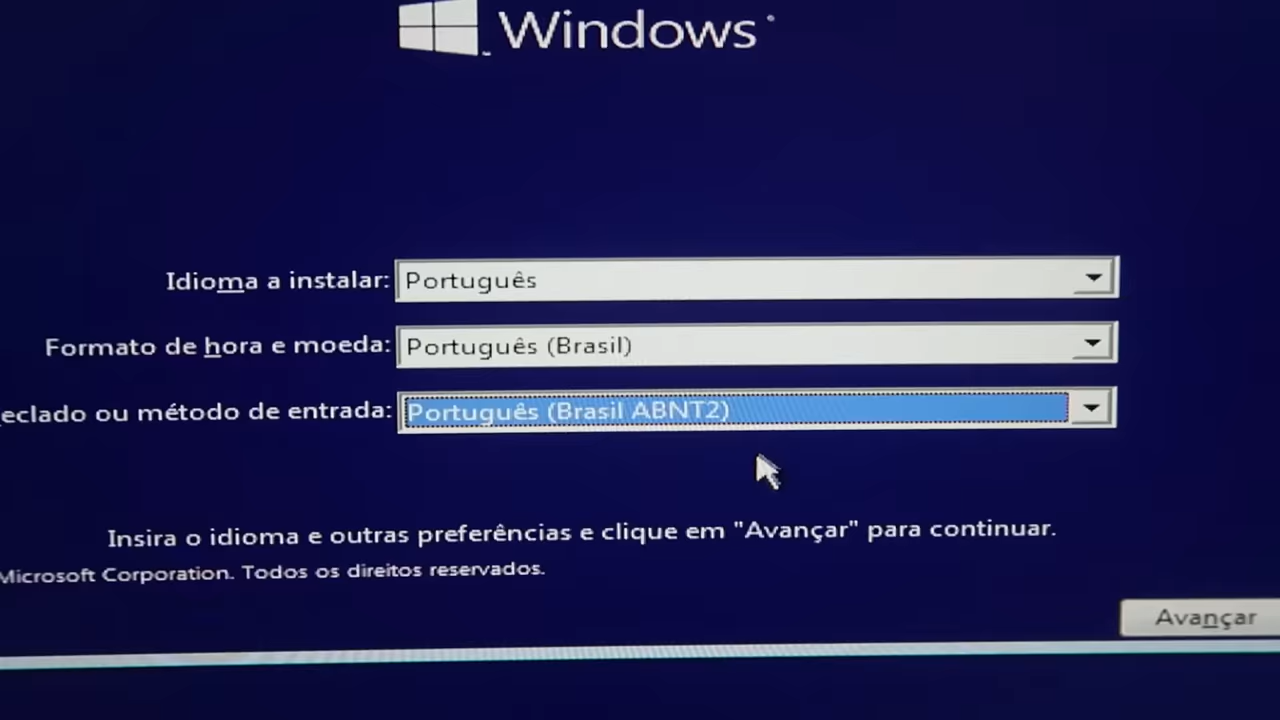 Windows
Idioma a instalar: Português
Formato de hora e moeda: Português (Brasil)
eclado ou método de entrada: Português (Brasil ABNT2)
Insira o idioma e outras preferências e clique em "Avançar" para continuar.
Microsoft Corporation. Todos os direitos reservados.
Avançar